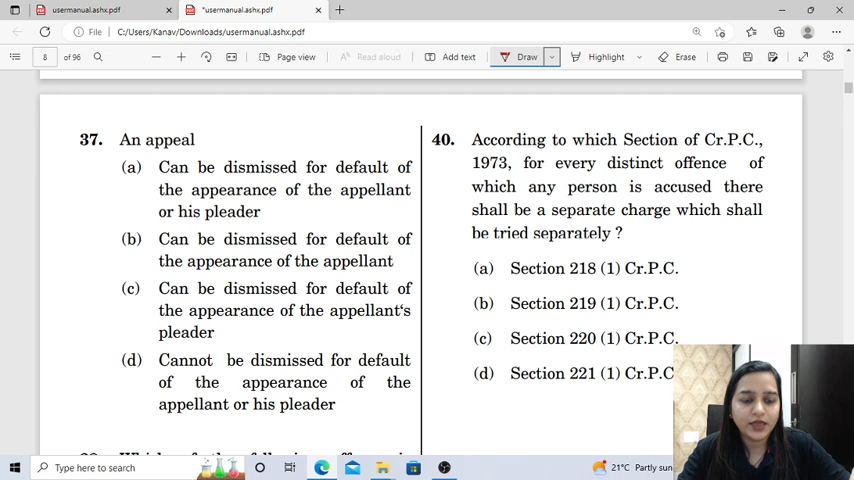 usermanual.ashx.pdf
*usermanual.ashx.pdf
File
C:/Users/Kanav/Downloads/usermanual.ashx.pdf
8 of 96
Page view
Read aloud
Add text
Draw
Highlight
Erase
37. An appeal
(a) Can be dismissed for default of
the appearance of the appellant
or his pleader
(b) Can be dismissed for default of
the appearance of the appellant
(c) Can be dismissed for default of
the appearance of the appellant‘s
pleader
(d) Cannot be dismissed for default
of the appearance of the
appellant or his pleader
40. According to which Section of Cr.P.C.,
1973, for every distinct offence of
which any person is accused there
shall be a separate charge which shall
be tried separately ?
(a) Section 218 (1) Cr.P.C.
(b) Section 219 (1) Cr.P.C.
(c) Section 220 (1) Cr.P.C.
(d) Section 221 (1) Cr.P.C
Type here to search
21°C Partly sun